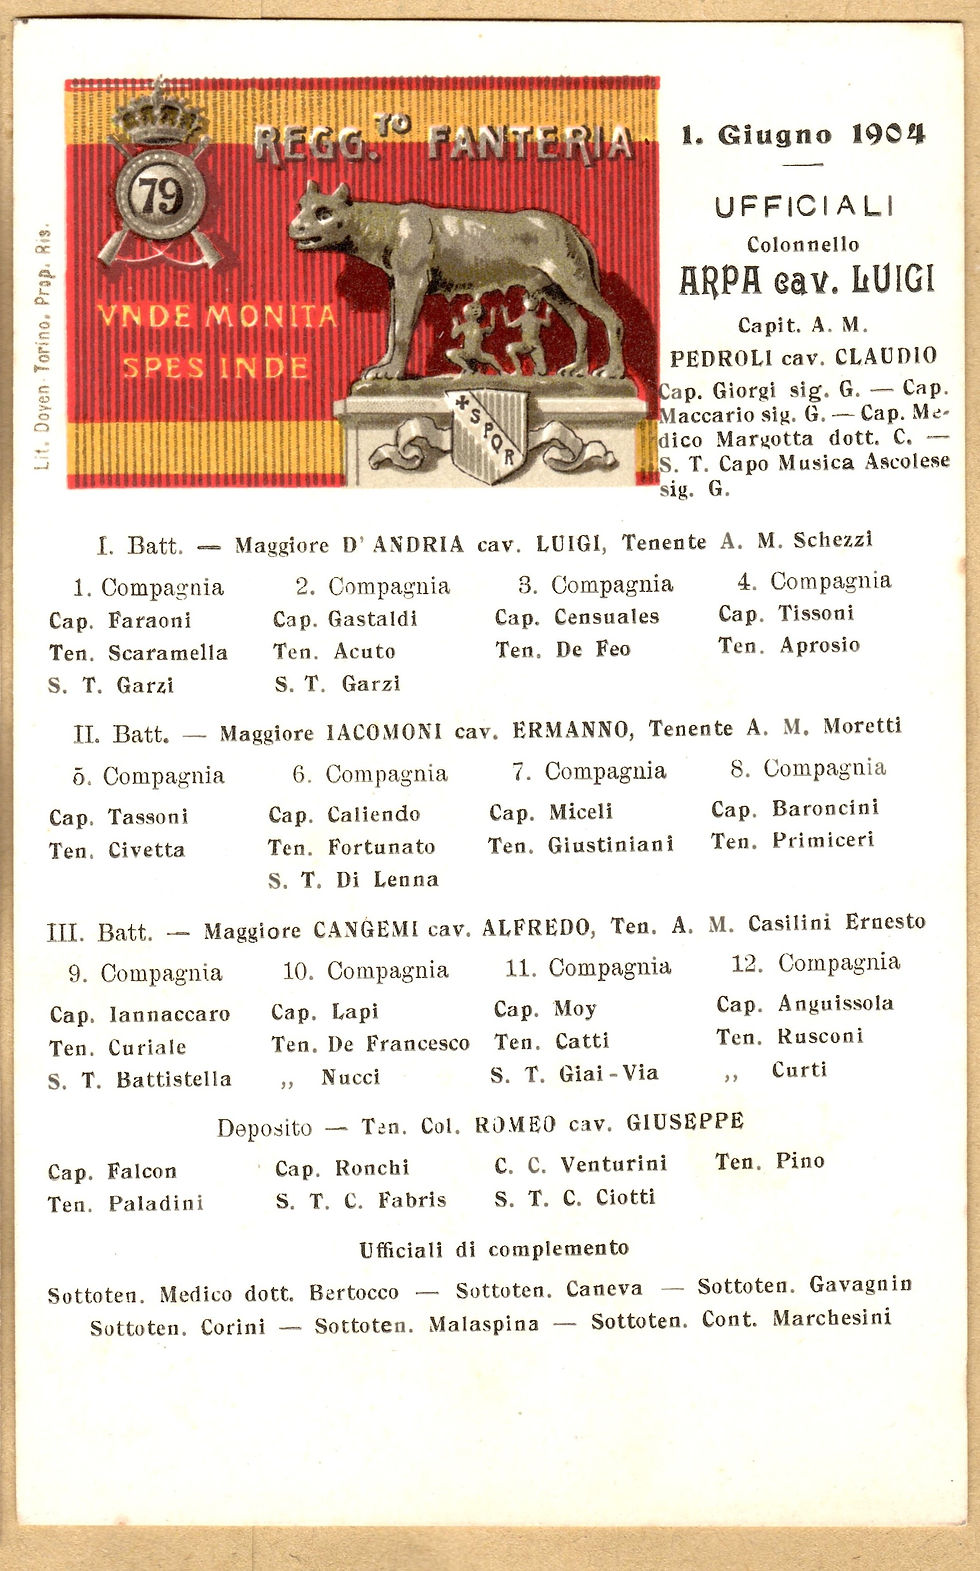 79
REGG.TO FANTERIA
VNDE MONITA
SPES INDE
* SPQR
Lit. Doyen Torino. Prop. Ris.
1. Giugno 1904
UFFICIALI
Colonnello
ARPA cav. LUIGI
Capit. A. M.
PEDROLI cav. CLAUDIO
Cap. Giorgi sig. G. — Cap.
Maccario sig. G. — Cap. Me-
dico Margotta dott. C. —
S. T. Capo Musica Ascolese
sig. G.
I. Batt. — Maggiore D' ANDRIA cav. LUIGI, Tenente A. M. Schezzi
1. Compagnia 2. Compagnia 3. Compagnia 4. Compagnia
Cap. Faraoni Cap. Gastaldi Cap. Censuales Cap. Tissoni
Ten. Scaramella Ten. Acuto Ten. De Feo Ten. Aprosio
S. T. Garzi S. T. Garzi
II. Batt. — Maggiore IACOMONI cav. ERMANNO, Tenente A. M. Moretti
5. Compagnia 6. Compagnia 7. Compagnia 8. Compagnia
Cap. Tassoni Cap. Caliendo Cap. Miceli Cap. Baroncini
Ten. Civetta Ten. Fortunato Ten. Giustiniani Ten. Primiceri
S. T. Di Lenna
III. Batt. — Maggiore CANGEMI cav. ALFREDO, Ten. A. M. Casilini Ernesto
9. Compagnia 10. Compagnia 11. Compagnia 12. Compagnia
Cap. Iannaccaro Cap. Lapi Cap. Moy Cap. Anguissola
Ten. Curiale Ten. De Francesco Ten. Catti Ten. Rusconi
S. T. Battistella „ Nucci S. T. Giai-Via „ Curti
Deposito — Ten. Col. ROMEO cav. GIUSEPPE
Cap. Falcon Cap. Ronchi C. C. Venturini Ten. Pino
Ten. Paladini S. T. C. Fabris S. T. C. Ciotti
Ufficiali di complemento
Sottoten. Medico dott. Bertocco — Sottoten. Caneva — Sottoten. Gavagnin
Sottoten. Corini — Sottoten. Malaspina — Sottoten. Cont. Marchesini